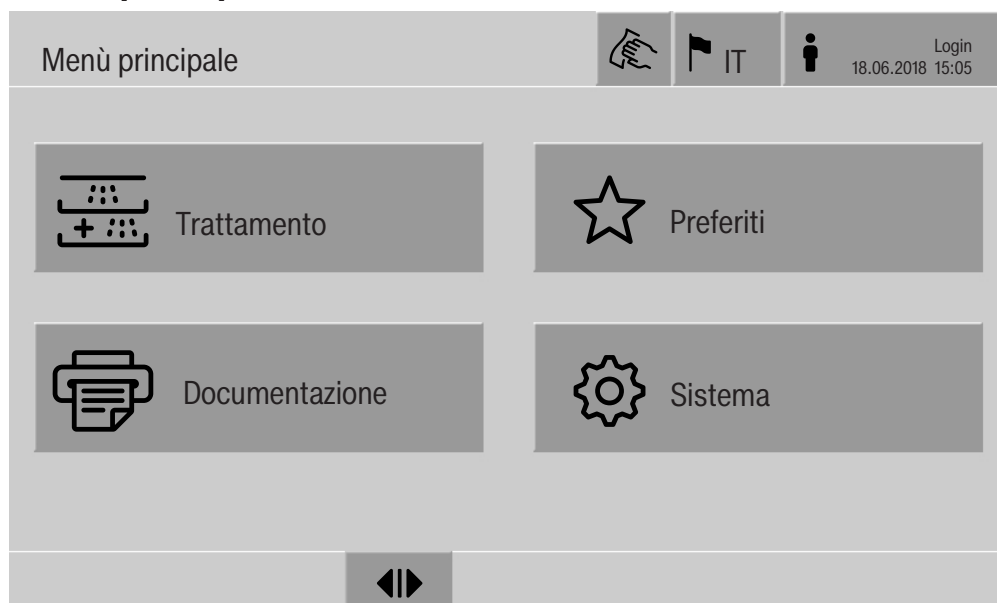 Menù principale
IT
Login
18.06.2018 15:05
Trattamento
Preferiti
Documentazione
Sistema